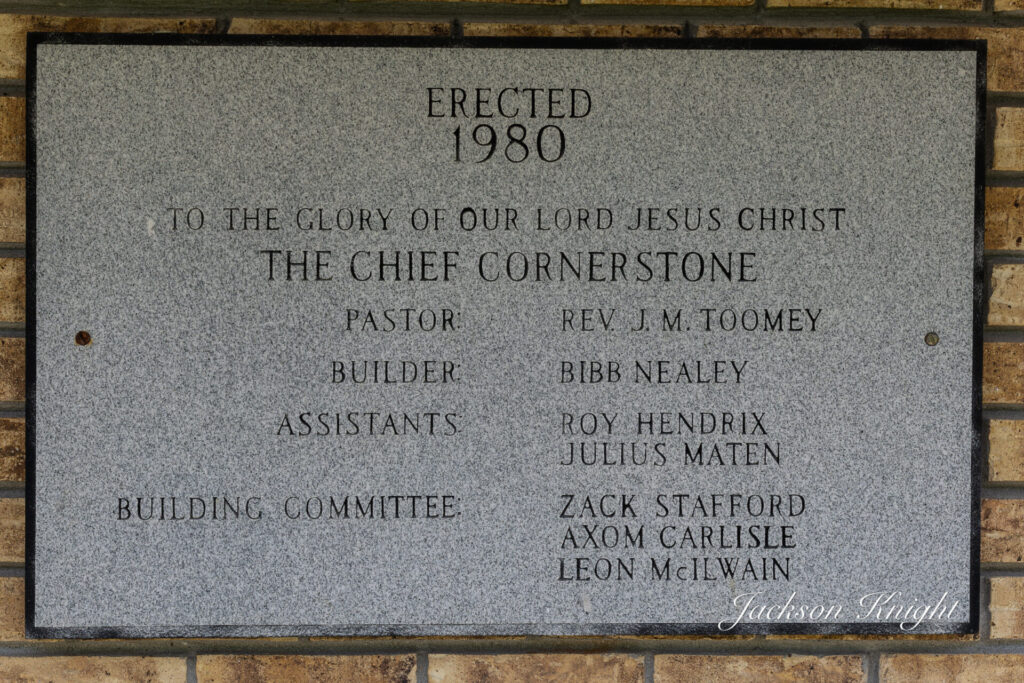 ERECTED
1980
TO THE GLORY OF OUR LORD JESUS CHRIST
THE CHIEF CORNERSTONE
PASTOR: REV. J. M. TOOMEY
BUILDER: BIBB NEALEY
ASSISTANTS: ROY HENDRIX
JULIUS MATEN
BUILDING COMMITTEE: ZACK STAFFORD
AXOM CARLISLE
LEON McILWAIN
Jackson Knight